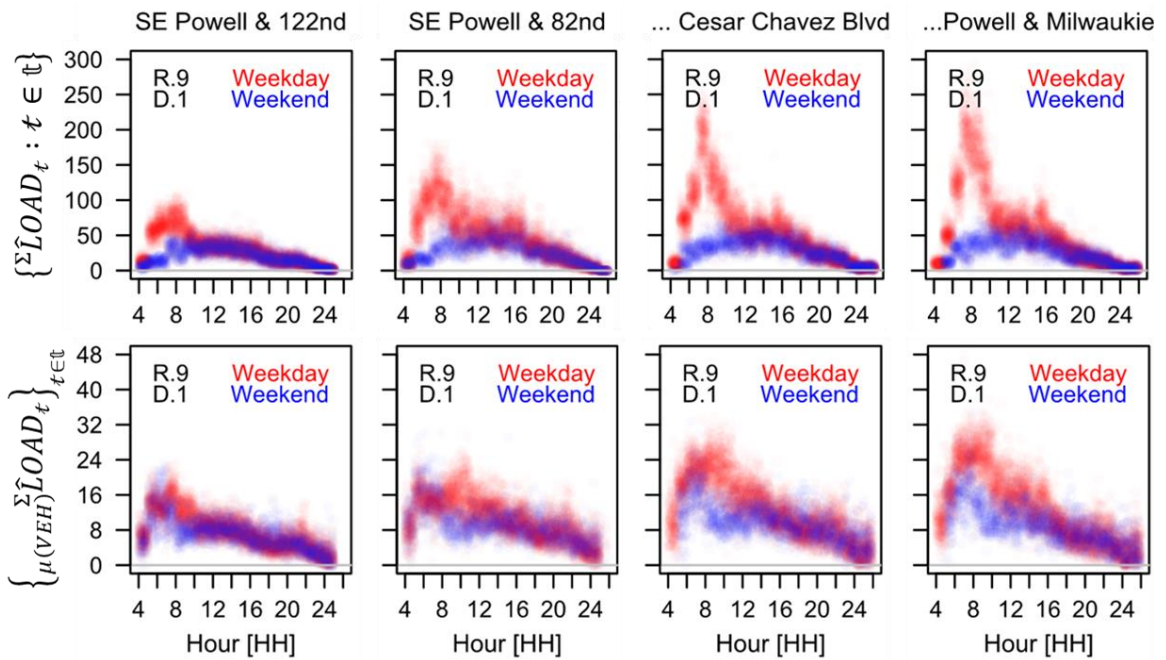 SE Powell & 122nd SE Powell & 82nd ... Cesar Chavez Blvd ...Powell & Milwaukie
{ΣL̂OAD𝓉 : 𝓉 ∈ 𝕥}
300
250
200
150
100
50
0
R.9 Weekday
D.1 Weekend
R.9 Weekday
D.1 Weekend
R.9 Weekday
D.1 Weekend
R.9 Weekday
D.1 Weekend
4 8 12 16 20 24
4 8 12 16 20 24
4 8 12 16 20 24
4 8 12 16 20 24
{μ(VEH)ΣL̂OAD𝓉}𝓉∈𝕥
48
40
32
24
16
8
0
R.9 Weekday
D.1 Weekend
R.9 Weekday
D.1 Weekend
R.9 Weekday
D.1 Weekend
R.9 Weekday
D.1 Weekend
4 8 12 16 20 24
4 8 12 16 20 24
4 8 12 16 20 24
4 8 12 16 20 24
Hour [HH] Hour [HH] Hour [HH] Hour [HH]